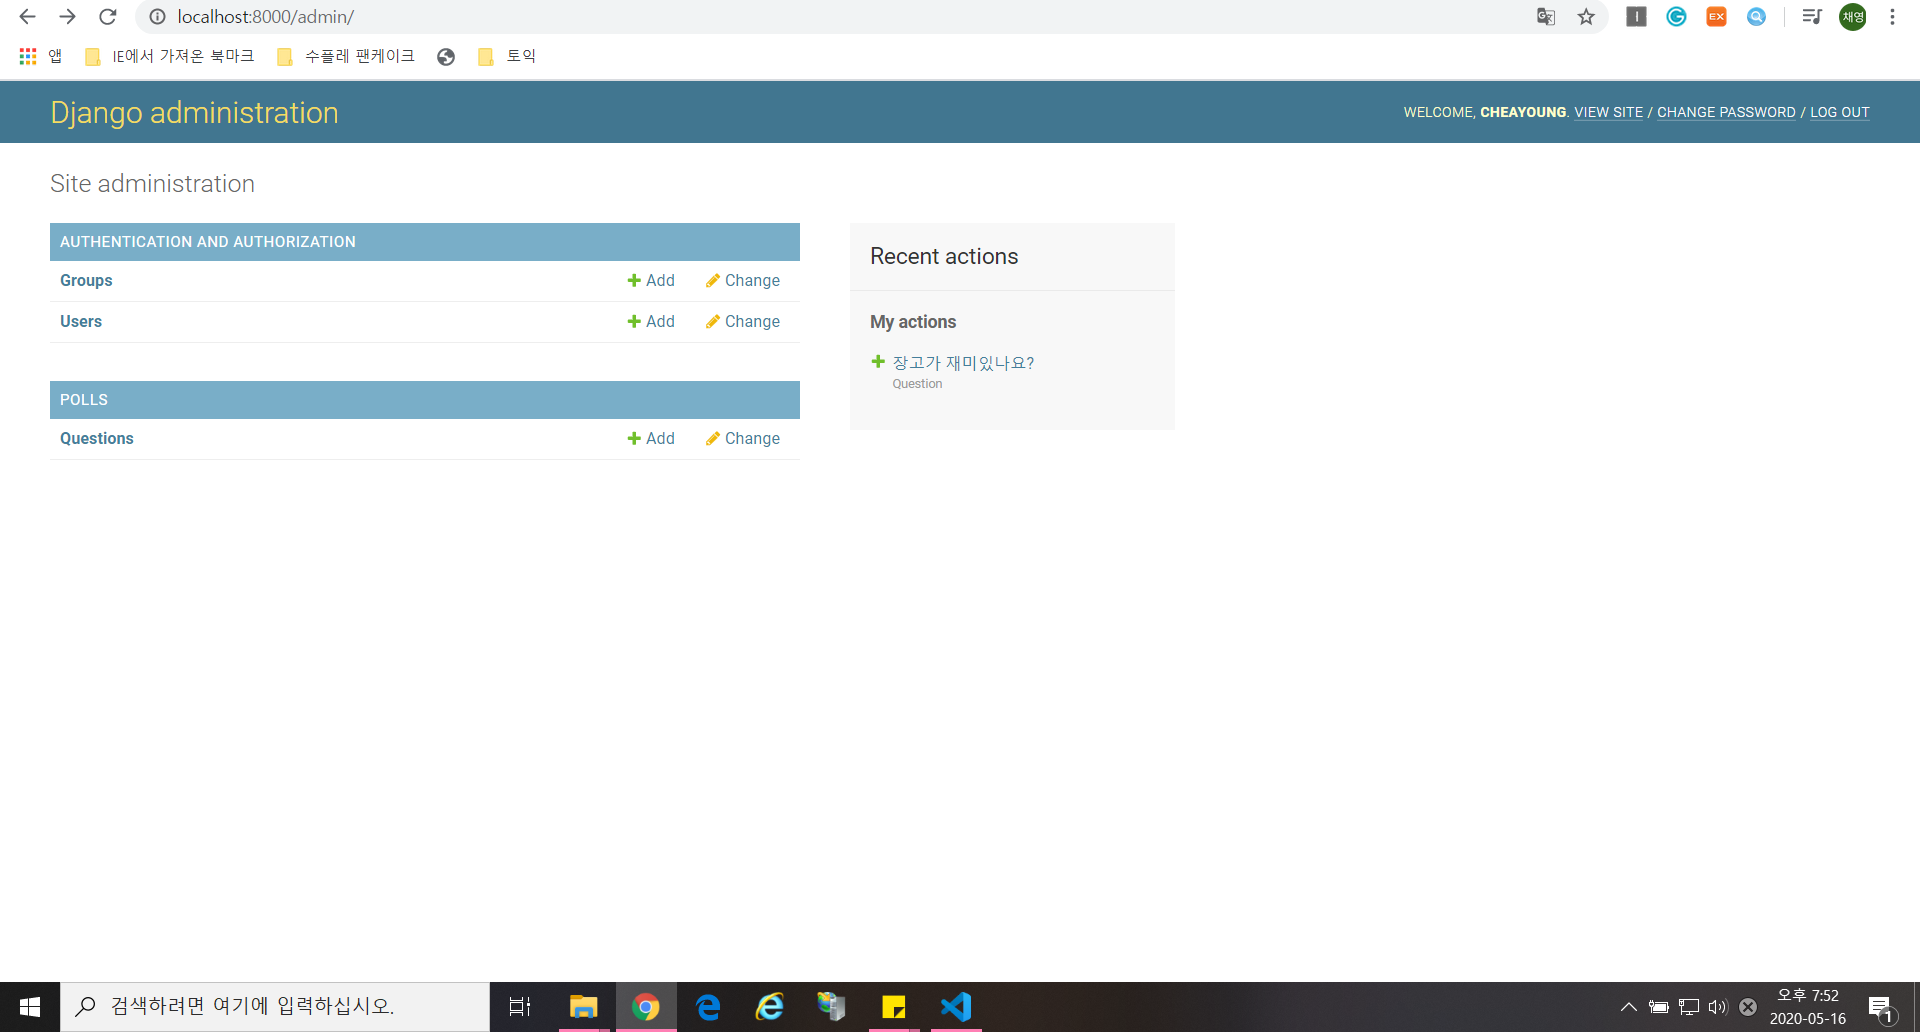 localhost:8000/admin/
채영
앱
IE에서 가져온 북마크
수플레 팬케이크
토익
Django administration
WELCOME, CHEAYOUNG. VIEW SITE / CHANGE PASSWORD / LOG OUT
Site administration
AUTHENTICATION AND AUTHORIZATION
Groups Add Change
Users Add Change
POLLS
Questions Add Change
Recent actions
My actions
장고가 재미있나요?
Question
검색하려면 여기에 입력하십시오.
오후 7:52
2020-05-16
1